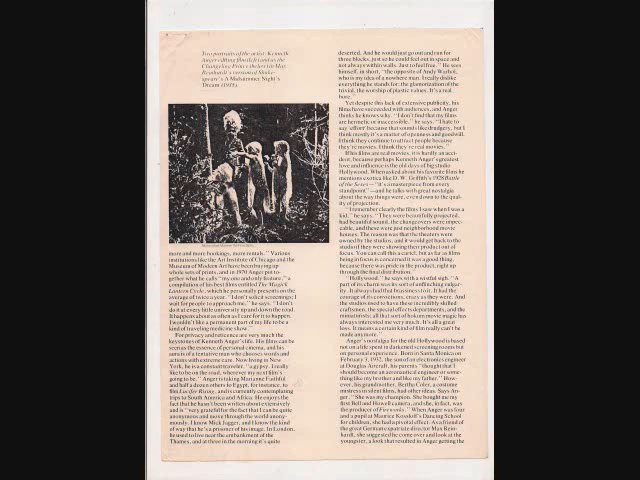 Two portraits of the artist: Kenneth
Anger editing film (left) and as the
Changeling Prince (below) in Max
Reinhardt's version of Shake-
speare's A Midsummer Night's
Dream (1935).
more and more bookings, more rentals." Various
institutions like the Art Institute of Chicago and the
Museum of Modern Art have been buying up
whole sets of prints, and in 1970 Anger put to-
gether what he calls "my one and only feature," a
compilation of his best films entitled The Magick
Lantern Cycle, which he personally presents on the
average of twice a year. "I don't solicit screenings; I
wait for people to approach me," he says. "I don't
do it at every little university up and down the road.
It happens about as often as I care for it to happen.
I wouldn't like a permanent part of my life to be a
kind of traveling medicine show."
For privacy and reticence are very much the
keystones of Kenneth Anger's life. His films can be
seen as the essence of personal cinema, and his
aura is of a tentative man who chooses words and
actions with extreme care. Now living in New
York, he is a constant traveler, "a gypsy. I really
like to be on the road, wherever my next film's
going to be." Anger is taking Marianne Faithfull
and half a dozen others to Egypt, for instance, to
film Lucifer Rising, and is currently contemplating
trips to South America and Africa. He enjoys the
fact that he hasn't been written about extensively
and is "very grateful for the fact that I can be quite
anonymous and move through the world anony-
mously. I know Mick Jagger, and I know the kind
of way that he's a prisoner of his image. In London,
he used to live near the embankment of the
Thames, and at three in the morning it's quite
deserted. And he would just go out and run for
three blocks, just so he could feel out in space and
not always within walls. Just to feel free." He sees
himself, in short, "the opposite of Andy Warhol,
who is my idea of a nowhere man. I really dislike
everything he stands for: the glamorization of the
trivial, the worship of plastic values. It's a real
bore."
Yet despite this lack of extensive publicity, his
films have succeeded with audiences, and Anger
thinks he knows why. "I don't find that my films
are hermetic or inaccessible," he says. "I hate to
say 'effort' because that sounds like drudgery, but I
think mostly it's a matter of openness and goodwill.
I think they continue to attract people because
they're movies. I think they're real movies."
If his films are real movies, it is hardly an acci-
dent, because perhaps Kenneth Anger's greatest
love and influence is the old days of big studio
Hollywood. When asked about his favorite films he
mentions exotica like D. W. Griffith's 1928 Battle
of the Sexes—"it's a masterpiece from every
standpoint"—and he talks with great nostalgia
about the way things were, even down to the qual-
ity of projection.
"I remember clearly the films I saw when I was a
kid," he says. "They were beautifully projected,
had beautiful sound, the changeovers were impec-
cable, and these were just neighborhood movie
houses. The reason was that the theaters were
owned by the studios, and it would get back to the
studio if they were showing their product out of
focus. You can call this a cartel, but as far as films
being in focus is concerned it was a good thing,
because there was pride in the product, right up
through the final distribution."
"Hollywood," he says with a wistful sigh. "A
part of its charm was its sort of unflinching vulgar-
ity. It always had that brassiness to it. It had the
courage of its convictions, crazy as they were. And
the studios used to have these incredibly skilled
craftsmen, the special effects departments, and the
miniaturists; all that sort of hokum movie magic has
always interested me very much. It's all a great
loss. It means a certain kind of film really can't be
made any more."
Anger's nostalgia for the old Hollywood is based
not on a life spent in darkened screening rooms but
on personal experience. Born in Santa Monica on
February 3, 1932, the son of an electronics engineer
at Douglas Aircraft, his parents "thought that I
should become an aeronautical engineer or some-
thing like my brother and like my father." How-
ever, his grandmother, Bertha Coler, a costume
mistress in silent films, had other ideas. Says An-
ger, "She was my champion. She bought me my
first Bell and Howell camera, and she, in fact, was
the producer of Fireworks." When Anger was four
and a pupil at Maurice Kossloff's Dancing School
for children, she had a pivotal effect. As a friend of
the great German expatriate director Max Rein-
hardt, she suggested he come over and look at the
youngster, a look that resulted in Anger getting the